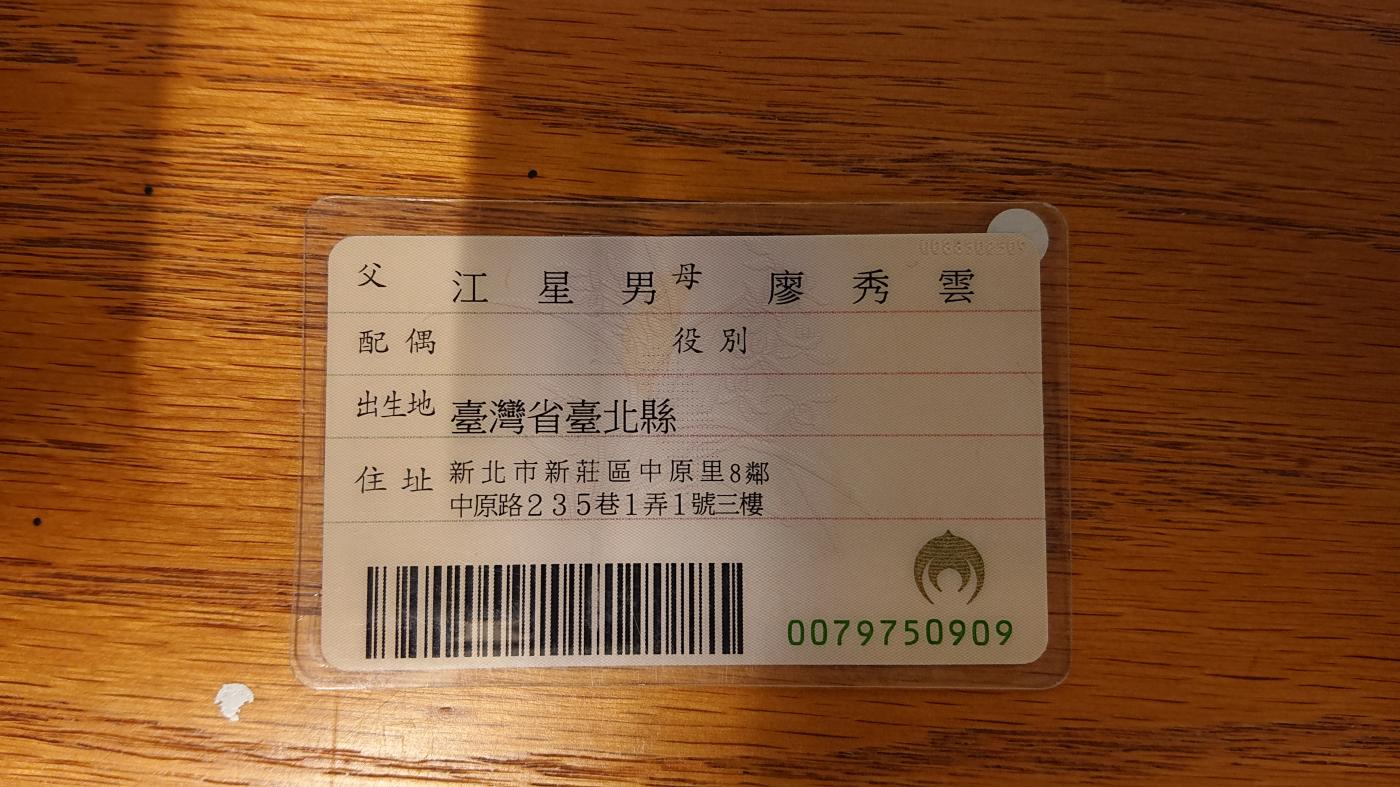 父 江星男 母 廖秀雲
配偶 役別
出生地 臺灣省臺北縣
住址 新北市新莊區中原里8鄰
中原路235巷1弄1號三樓
0079750909